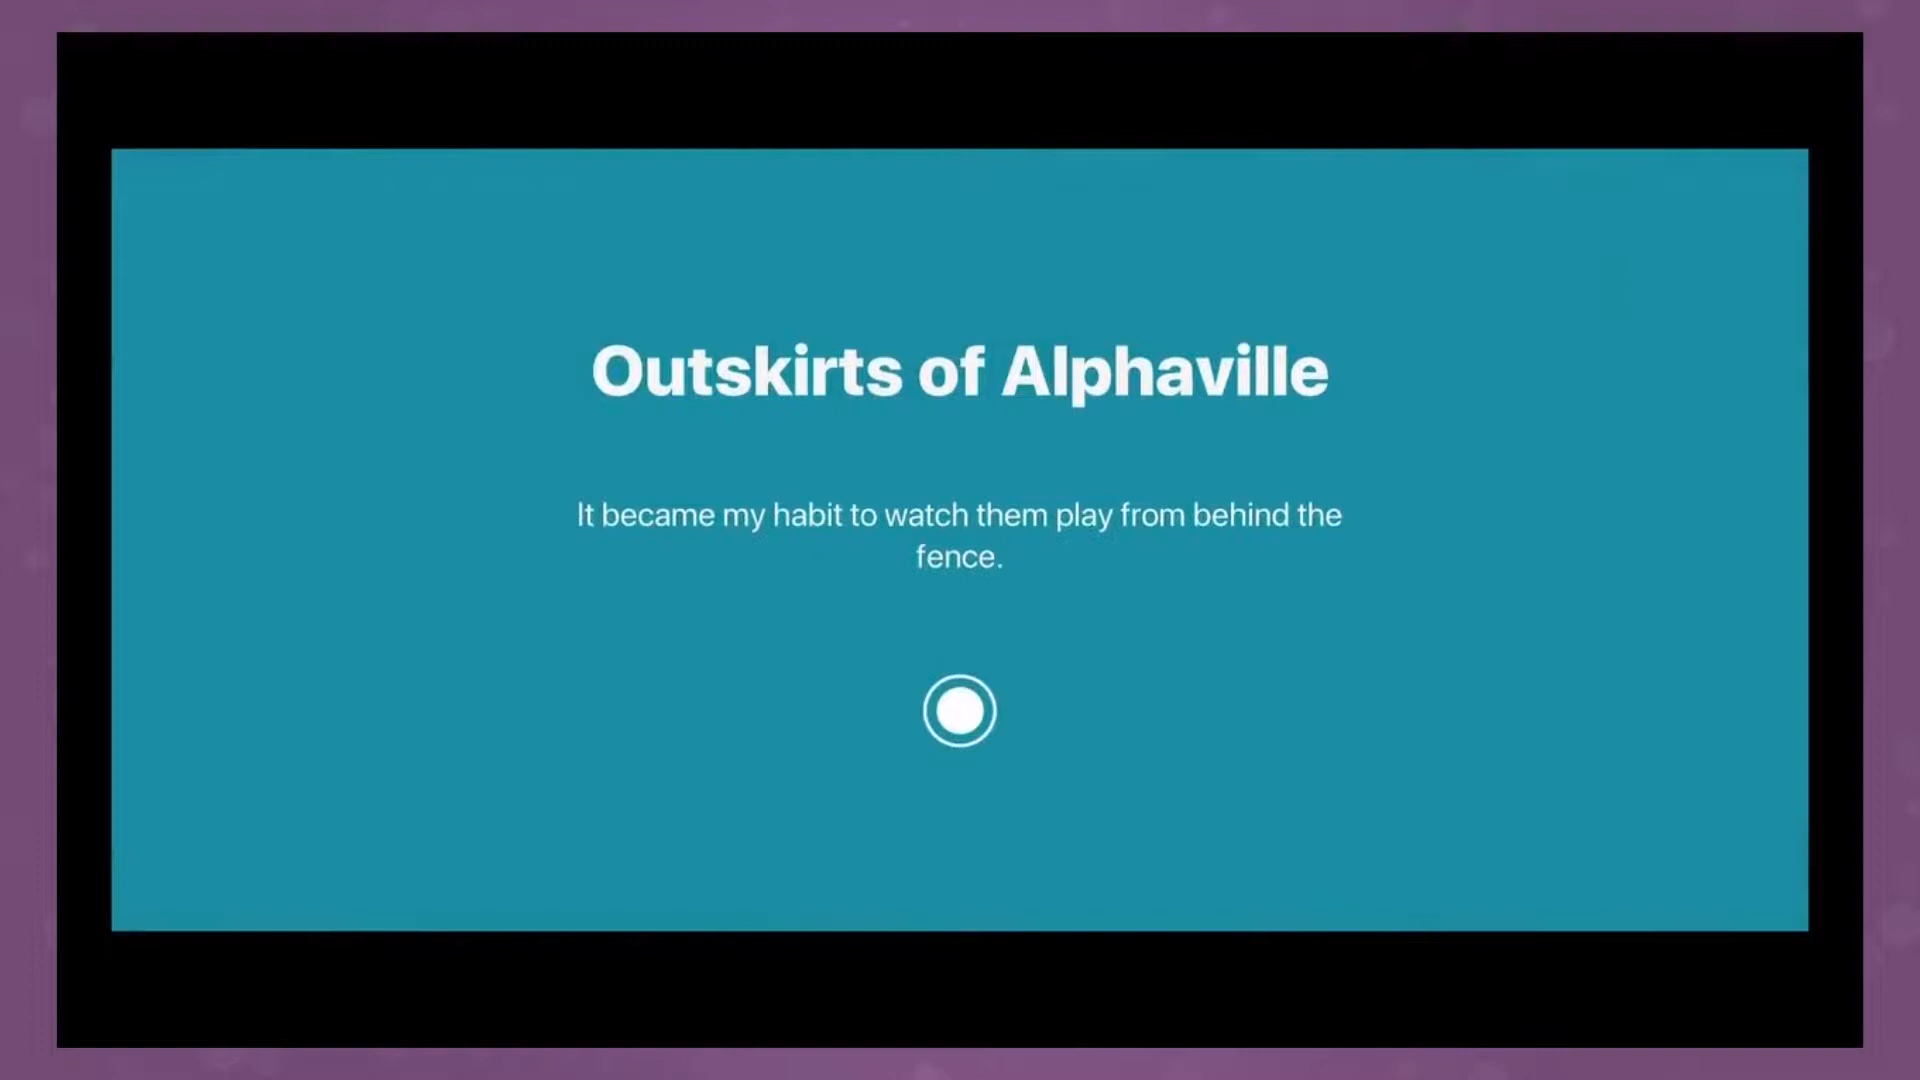 Outskirts of Alphaville
It became my habit to watch them play from behind the
fence.